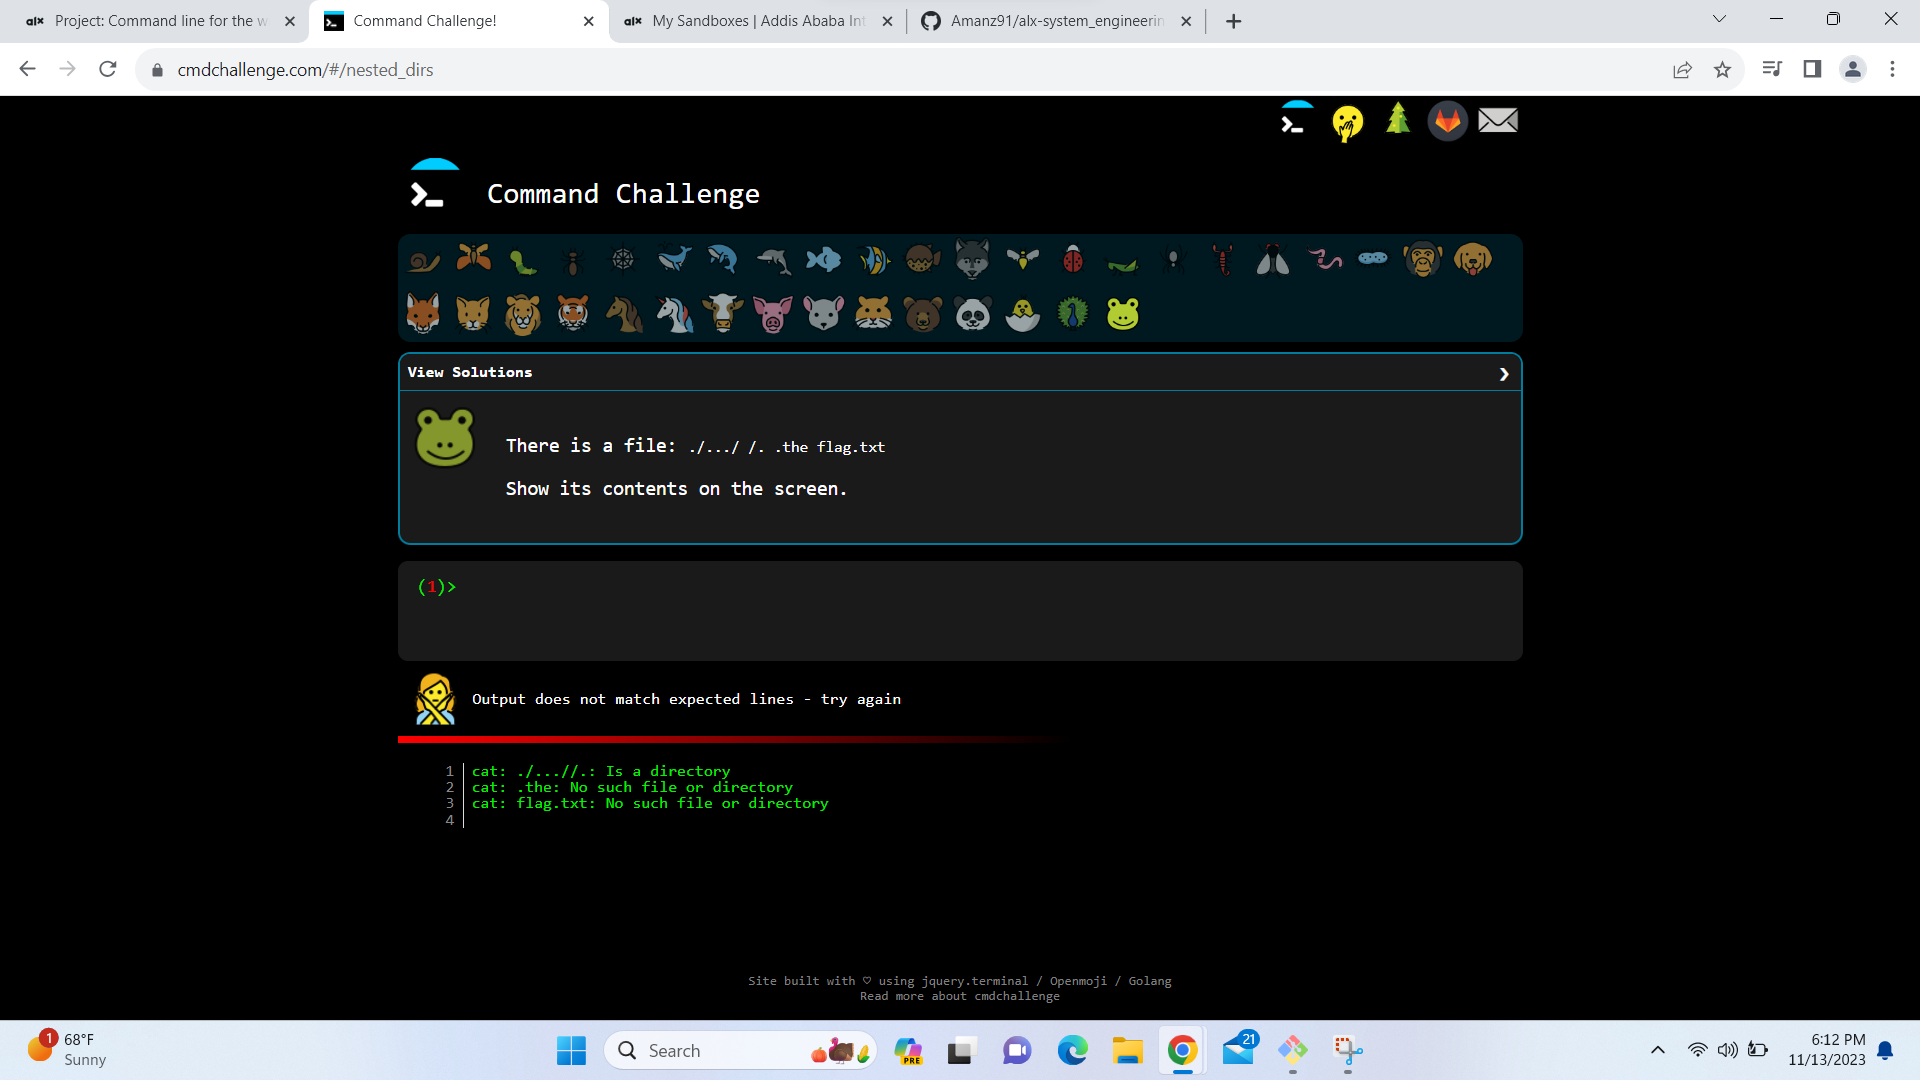 Project: Command line for the w
Command Challenge!
My Sandboxes | Addis Ababa Int
Amanz91/alx-system_engineerin
cmdchallenge.com/#/nested_dirs
Command Challenge
View Solutions
There is a file: ./.../ /. .the flag.txt
Show its contents on the screen.
(1)>
Output does not match expected lines - try again
1 cat: ./...//.: Is a directory
2 cat: .the: No such file or directory
3 cat: flag.txt: No such file or directory
4
Site built with ♡ using jquery.terminal / Openmoji / Golang
Read more about cmdchallenge
1
68°F
Sunny
Search
PRE
21
6:12 PM
11/13/2023